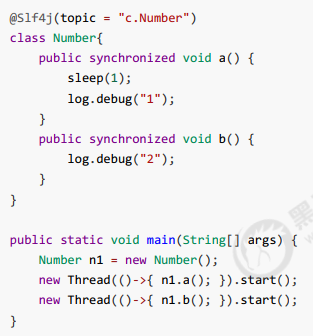 @Slf4j(topic = "c.Number")
class Number{
    public synchronized void a() {
        sleep(1);
        log.debug("1");
    }
    public synchronized void b() {
        log.debug("2");
    }
}

public static void main(String[] args) {
    Number n1 = new Number();
    new Thread(()->{ n1.a(); }).start();
    new Thread(()->{ n1.b(); }).start();
}